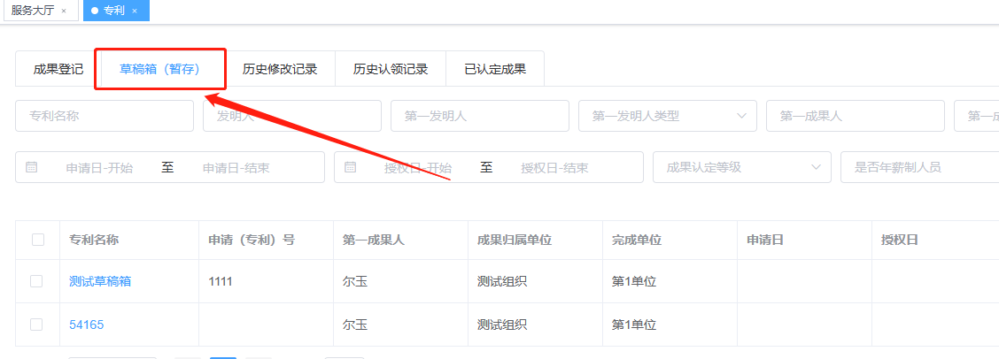 服务大厅 × 专利 ×
成果登记 草稿箱（暂存） 历史修改记录 历史认领记录 已认定成果
专利名称 发明人 第一发明人 第一发明人类型 第一成果人 第一
申请日-开始 至 申请日-结束 授权日-开始 至 授权日-结束 成果认定等级 是否年薪制人员
专利名称 申请（专利）号 第一成果人 成果归属单位 完成单位 申请日 授权日
测试草稿箱 1111 尔玉 测试组织 第1单位
54165 尔玉 测试组织 第1单位